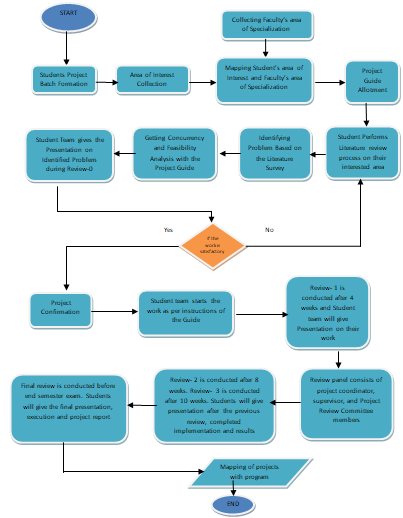 START
Collecting Faculty's area
of Specialization
Students Project
Batch Formation
Area of Interest
Collection
Mapping Student's area of
Interest and Faculty's area
of Specialization
Project
Guide
Allotment
Student Performs
Literature review
process on their
Interested area
Identifying
Problem Based on
the Literature
Survey
Getting Concurrency
and Feasibility
Analysis with the
Project Guide
Student Team gives the
Presentation on
Identified Problem
during Review-0
Yes
If the
work is
satisfactory
No
Project
Confirmation
Student team starts the
work as per instructions of
the Guide
Review- 1 is
conducted after 4
weeks and Student
team will give
Presentation on their
work
Review panel consists of
project coordinator,
supervisor, and Project
Review Committee
members
Review- 2 is conducted after 8
weeks. Review- 3 is conducted
after 10 weeks. Students will give
presentation after the previous
review, completed
implementation and results
Final review is conducted before
end semester exam. Students
will give the final presentation,
execution and project report
Mapping of projects
with program
END